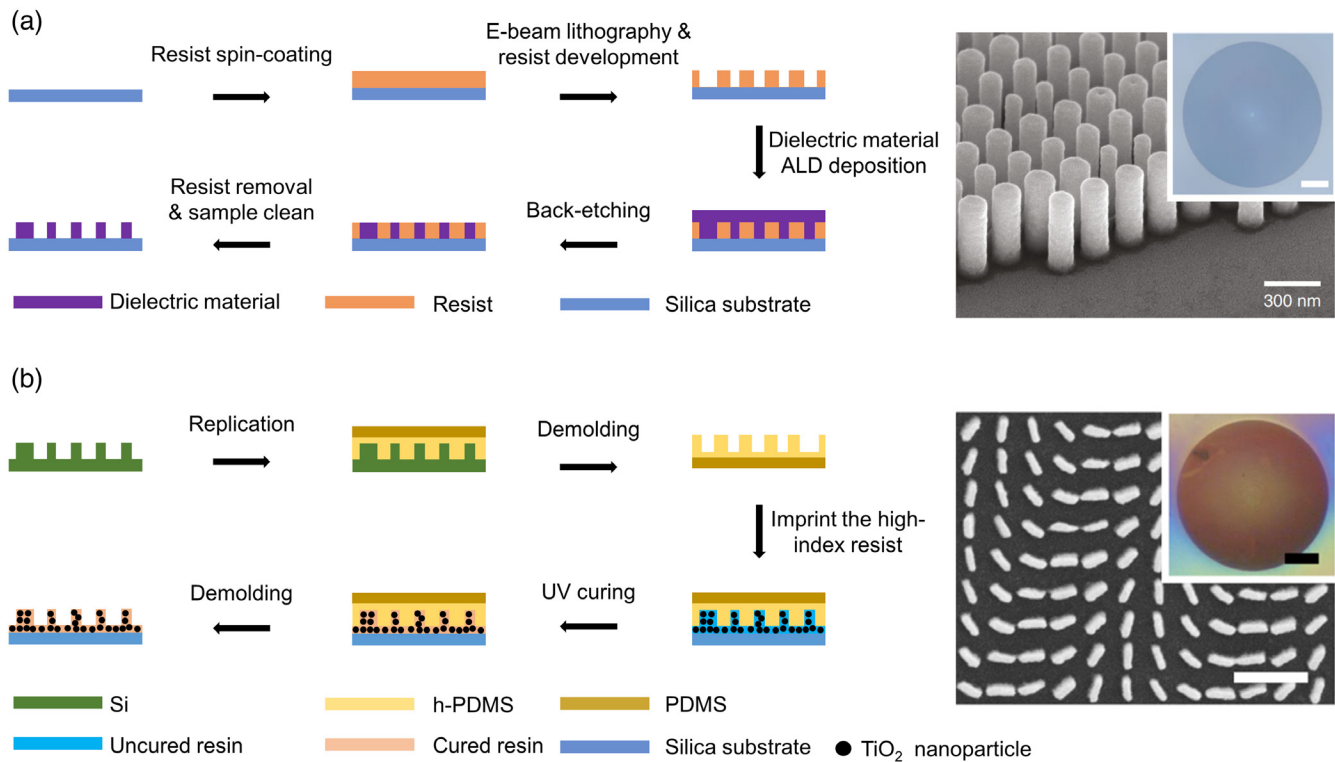 (a)
Resist spin-coating
E-beam lithography &
resist development
Dielectric material
ALD deposition
Back-etching
Resist removal
& sample clean
Dielectric material
Resist
Silica substrate
300 nm
(b)
Replication
Demolding
Imprint the high-
index resist
UV curing
Demolding
Si
h-PDMS
PDMS
Uncured resin
Cured resin
Silica substrate
TiO₂ nanoparticle